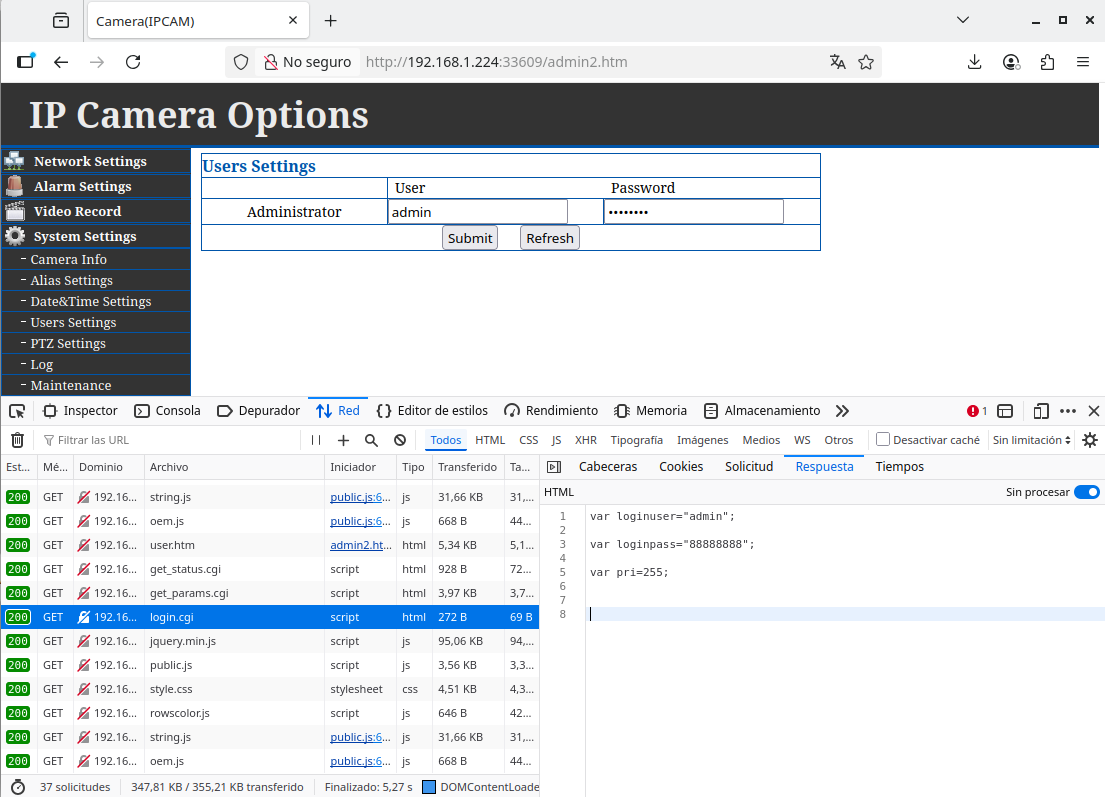 Camera(IPCAM)
No seguro
http://192.168.1.224:33609/admin2.htm
IP Camera Options
Network Settings
Alarm Settings
Video Record
System Settings
- Camera Info
- Alias Settings
- Date&Time Settings
- Users Settings
- PTZ Settings
- Log
- Maintenance
Users Settings
User Password
Administrator admin ••••••••
Submit Refresh
Inspector Consola Depurador Red Editor de estilos Rendimiento Memoria Almacenamiento 1
Filtrar las URL Todos HTML CSS JS XHR Tipografía Imágenes Medios WS Otros Desactivar caché Sin limitación
Est... Mé... Dominio Archivo Iniciador Tipo Transferido Ta...
200 GET 192.16... string.js public.js:6... js 31,66 KB 31,...
200 GET 192.16... oem.js public.js:6... js 668 B 44...
200 GET 192.16... user.htm admin2.ht... html 5,34 KB 5,1...
200 GET 192.16... get_status.cgi script html 928 B 72...
200 GET 192.16... get_params.cgi script html 3,97 KB 3,7...
200 GET 192.16... login.cgi script html 272 B 69 B
200 GET 192.16... jquery.min.js script js 95,06 KB 94,...
200 GET 192.16... public.js script js 3,56 KB 3,3...
200 GET 192.16... style.css stylesheet css 4,51 KB 4,3...
200 GET 192.16... rowscolor.js script js 646 B 42...
200 GET 192.16... string.js public.js:6... js 31,66 KB 31,...
200 GET 192.16... oem.js public.js:6... js 668 B 44...
37 solicitudes 347,81 KB / 355,21 KB transferido Finalizado: 5,27 s DOMContentLoade
Cabeceras Cookies Solicitud Respuesta Tiempos
HTML Sin procesar
1 var loginuser="admin";
2
3 var loginpass="88888888";
4
5 var pri=255;
6
7
8